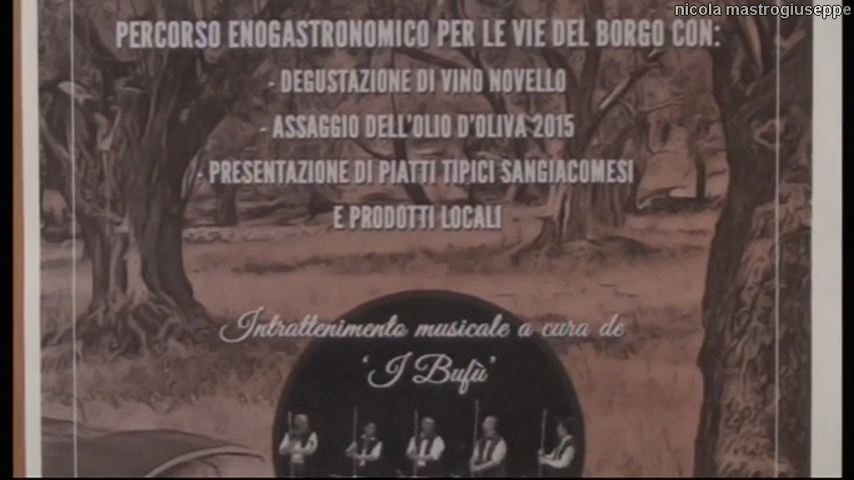 nicola mastrogiuseppe
PERCORSO ENOGASTRONOMICO PER LE VIE DEL BORGO CON:
- DEGUSTAZIONE DI VINO NOVELLO
- ASSAGGIO DELL'OLIO D'OLIVA 2015
- PRESENTAZIONE DI PIATTI TIPICI SANGIACOMESI
E PRODOTTI LOCALI
Intrattenimento musicale a cura de
'I Bufù'